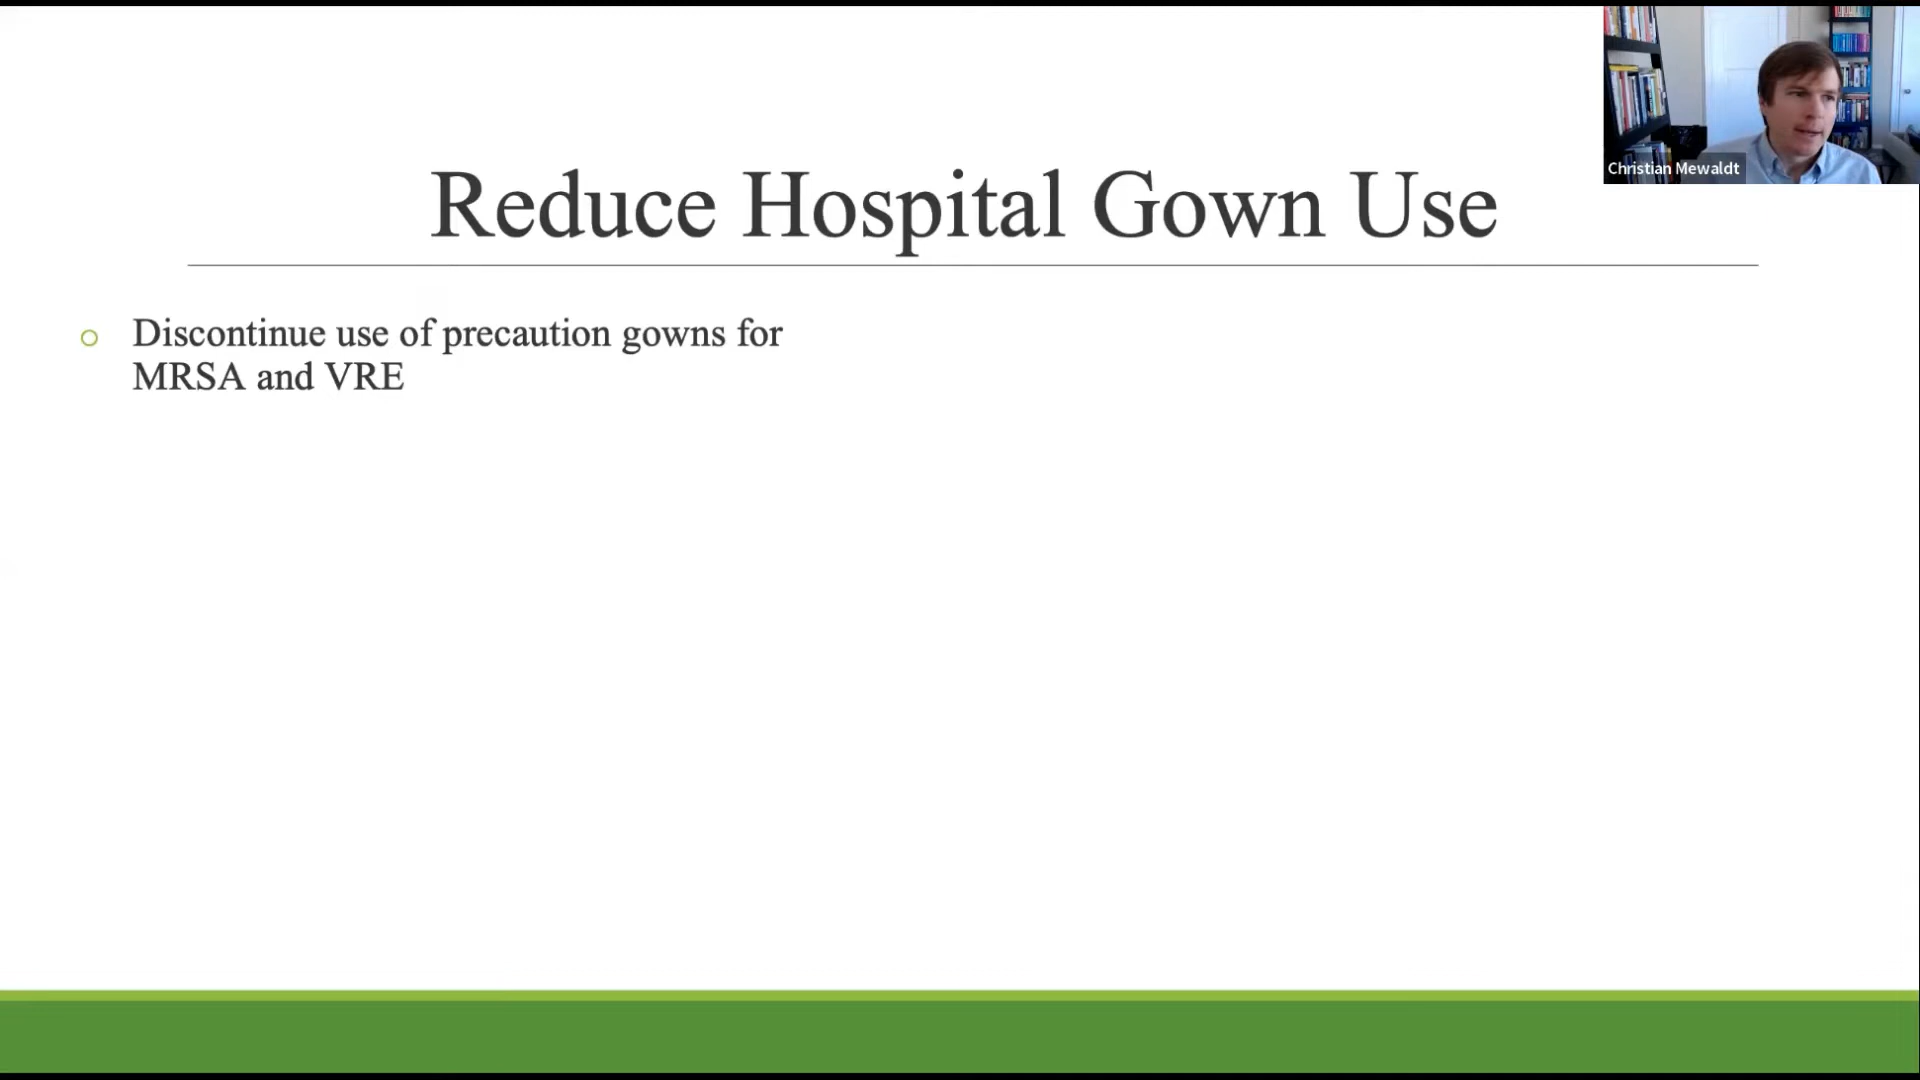 Christian Mewaldt
Reduce Hospital Gown Use
Discontinue use of precaution gowns for
MRSA and VRE